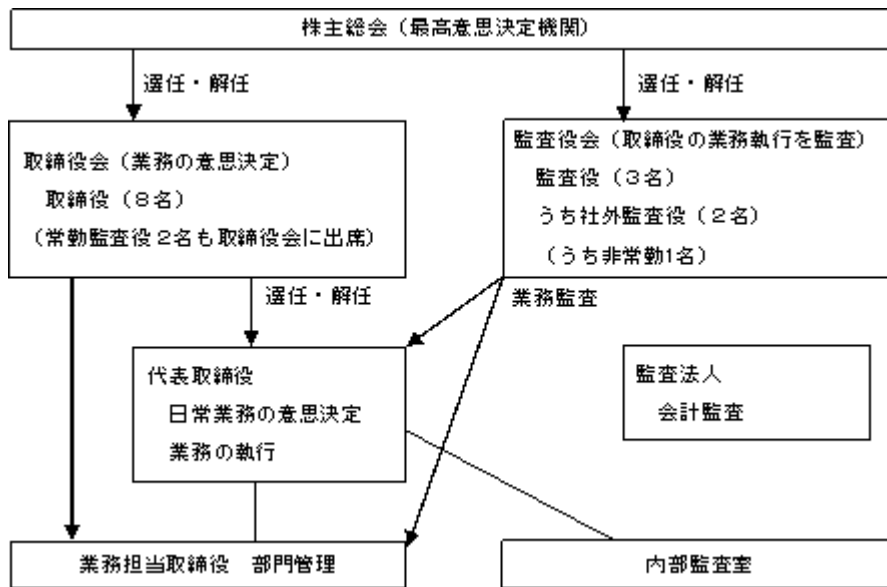 株主総会（最高意思決定機関）
選任・解任
選任・解任
取締役会（業務の意思決定）
取締役（８名）
（常勤監査役２名も取締役会に出席）
監査役会（取締役の業務執行を監査）
監査役（３名）
うち社外監査役（２名）
（うち非常勤1名）
選任・解任
業務監査
代表取締役
日常業務の意思決定
業務の執行
監査法人
会計監査
業務担当取締役　部門管理
内部監査室